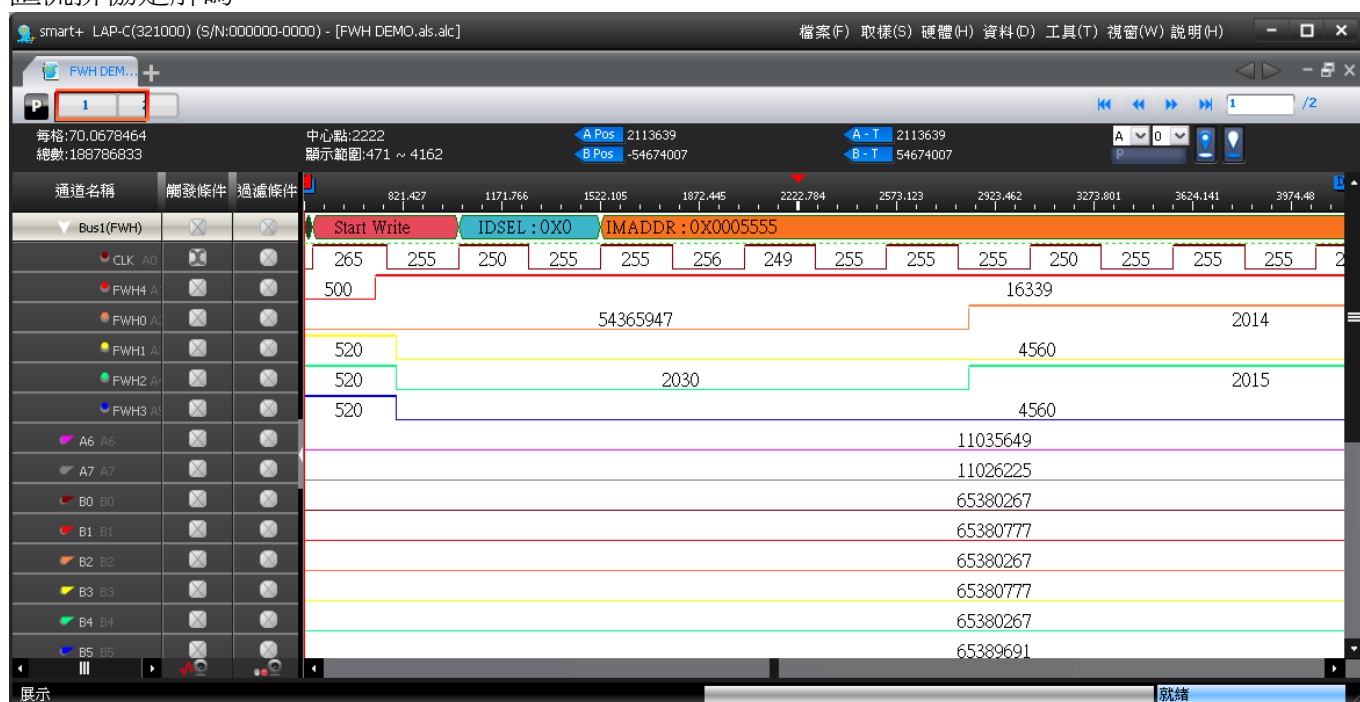 smart+ LAP-C(321000) (S/N:000000-0000) - [FWH DEMO.als.alc] 檔案(F) 取樣(S) 硬體(H) 資料(D) 工具(T) 視窗(W) 說明(H)
FWH DEM...
P 1 1 /2
每格:70.0678464 中心點:2222 A Pos 2113639 A - T 2113639 A 0
總數:188786833 顯示範圍:471 ~ 4162 B Pos -54674007 B - T 54674007 P
通道名稱 觸發條件 過濾條件 821.427 1171.766 1522.105 1872.445 2222.784 2573.123 2923.462 3273.801 3624.141 3974.48 D
Bus1(FWH) Start Write IDSEL : 0X0 IMADDR : 0X0005555
CLK A0 265 255 250 255 255 256 249 255 255 255 250 255 255 255 2
FWH4 A 500 16339
FWH0 A 54365947 2014
FWH1 A 520 4560
FWH2 A 520 2030 2015
FWH3 A 520 4560
A6 A6 11035649
A7 A7 11026225
B0 B0 65380267
B1 B1 65380777
B2 B2 65380267
B3 B3 65380777
B4 B4 65380267
B5 B5 65389691
展示 就緒